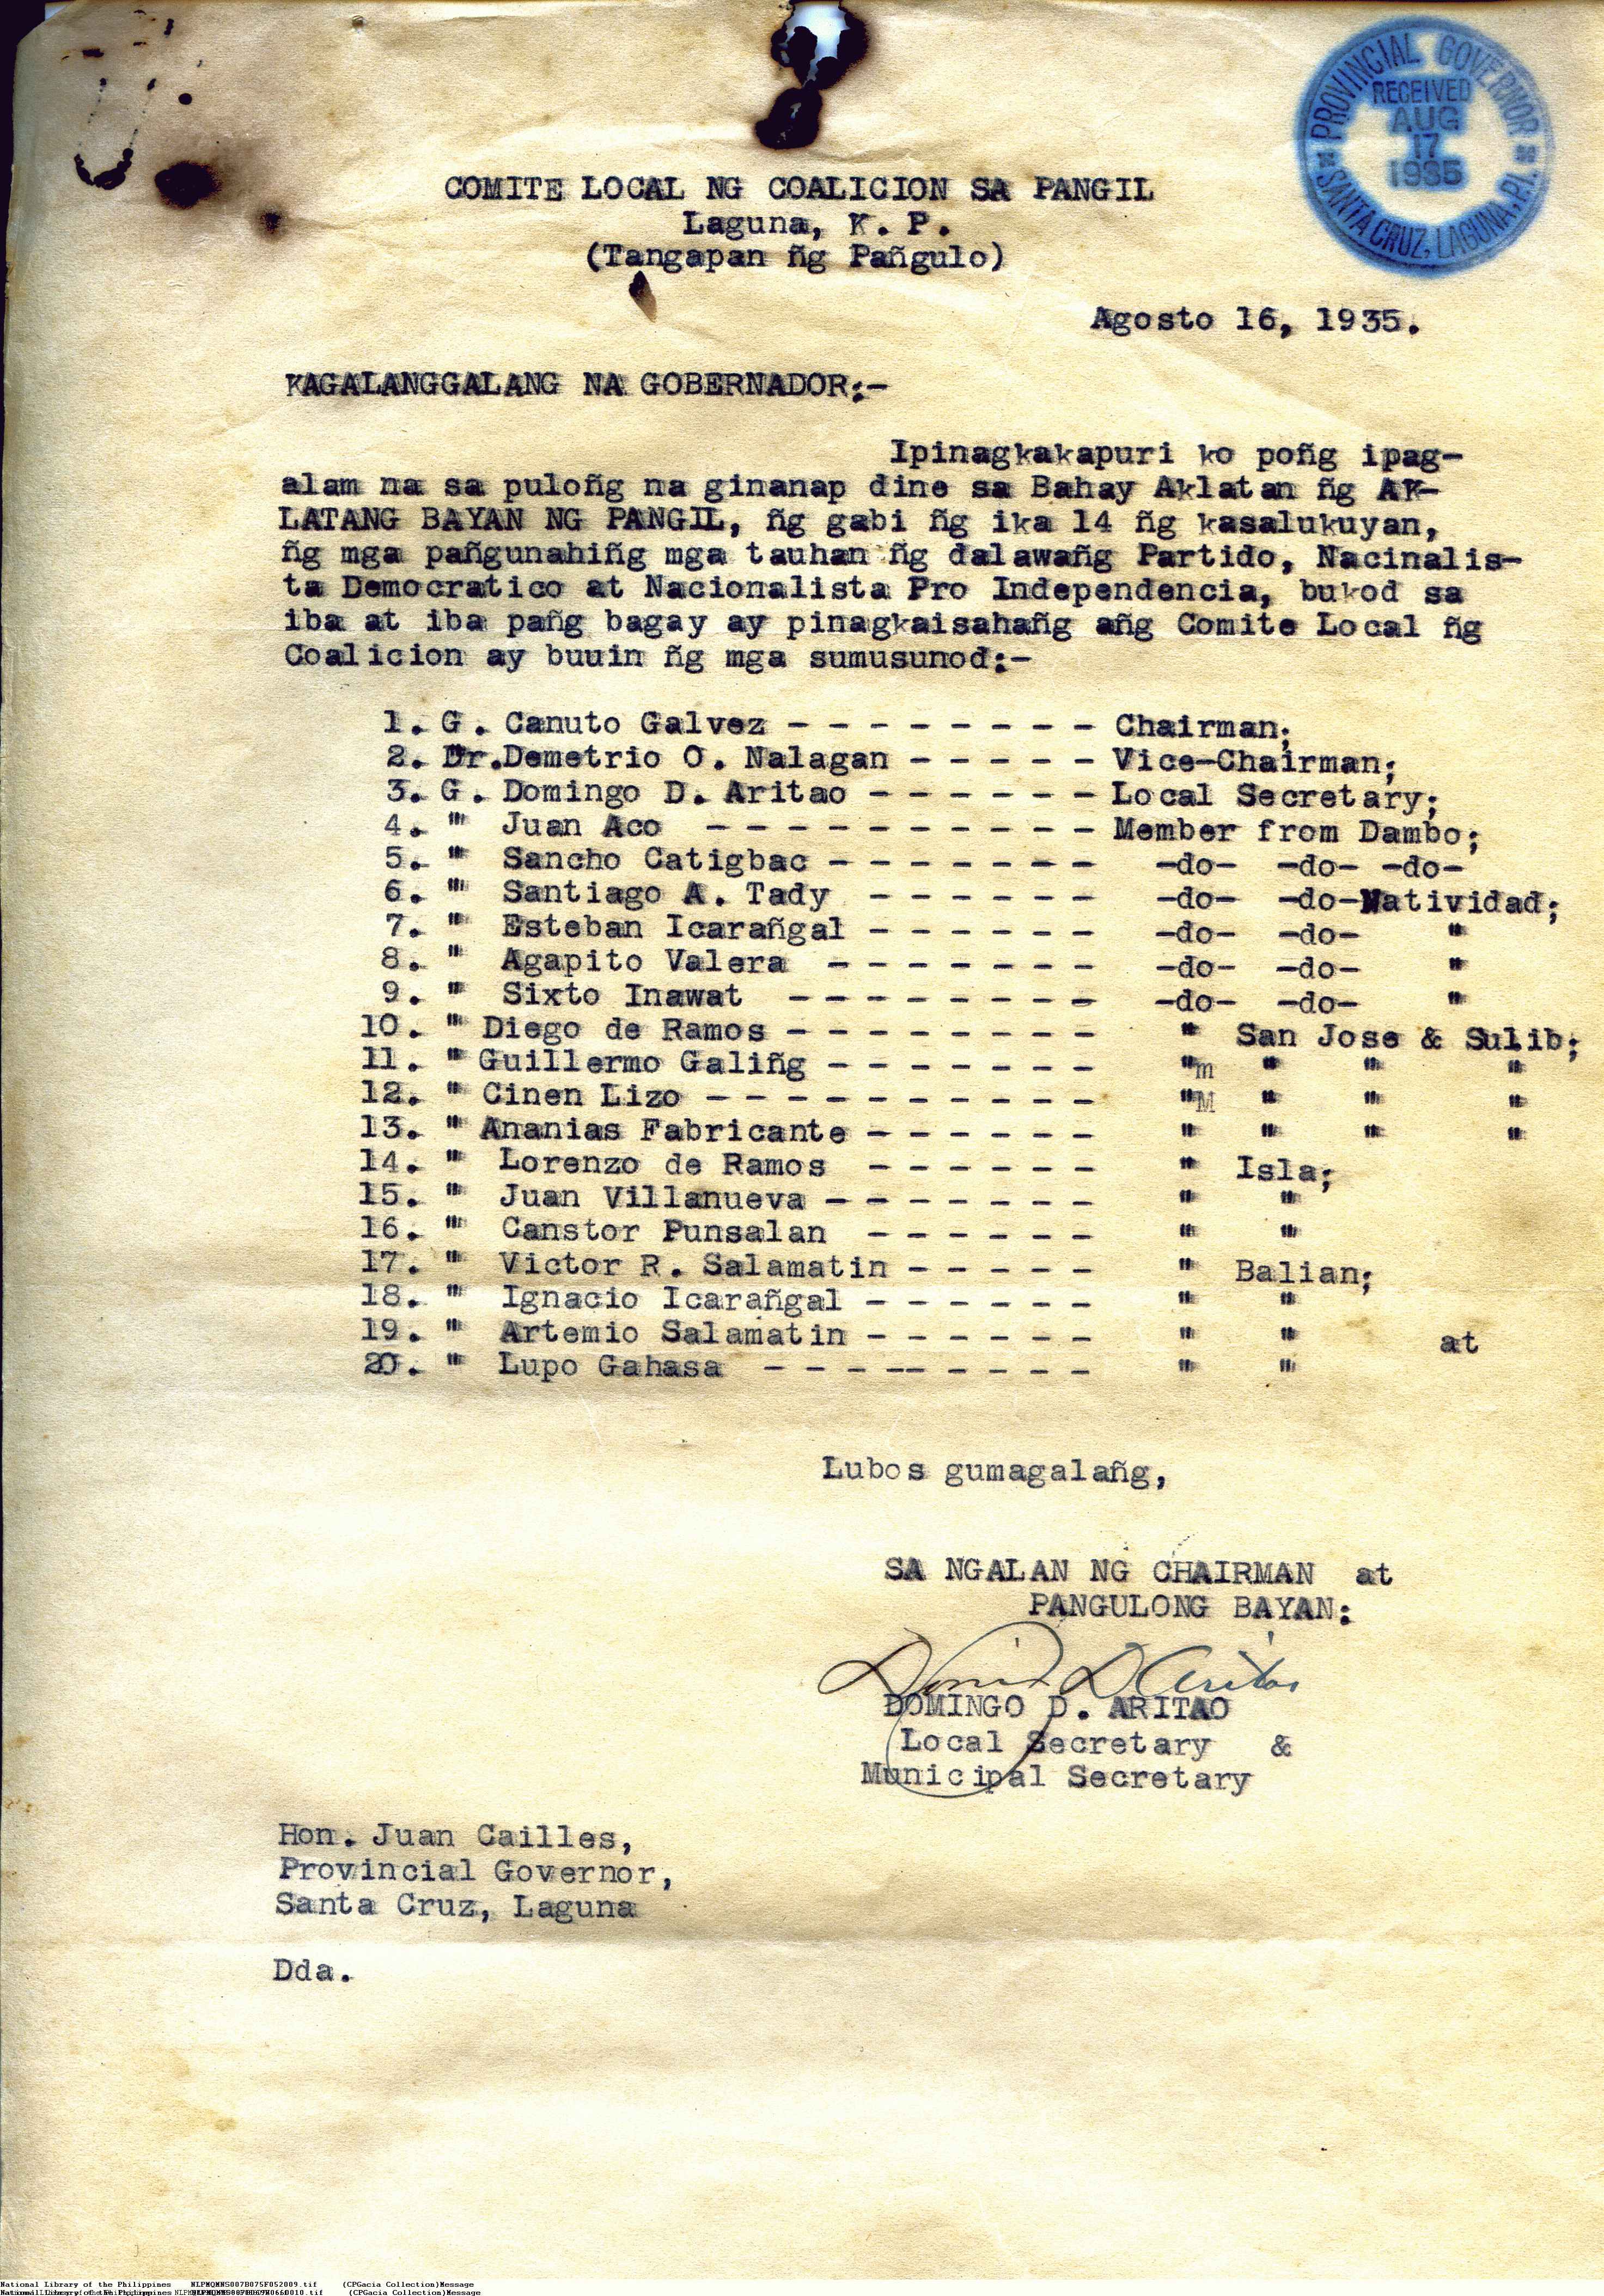 PROVINCIAL GOVERNOR
RECEIVED
AUG
17
1935
SANTA CRUZ, LAGUNA, P.I.
COMITE LOCAL NG COALICION SA PANGIL
Laguna, K. P.
(Tangapan ñg Pañgulo)
Agosto 16, 1935.
KAGALANGGALANG NA GOBERNADOR:-
Ipinagkakapuri ko poñg ipag-
alam na sa puloñg na ginanap dine sa Bahay Aklatan ñg AK-
LATANG BAYAN NG PANGIL, ñg gabi ñg ika 14 ñg kasalukuyan,
ñg mga pañgunahiñg mga tauhan ñg dalawañg Partido, Nacinalis-
ta Democratico at Nacionalista Pro Independencia, bukod sa
iba at iba pañg bagay ay pinagkaisahañg añg Comite Local ñg
Coalicion ay buuin ñg mga sumusunod:-
1. G. Canuto Galvez - - - - - - - - Chairman;
2. Dr.Demetrio O. Nalagan - - - - - Vice-Chairman;
3. G. Domingo D. Aritao - - - - - - Local Secretary;
4. " Juan Aco - - - - - - - - - - Member from Dambo;
5. " Sancho Catigbac - - - - - - - -do- -do- -do-
6. " Santiago A. Tady - - - - - - -do- -do-Natividad;
7. " Esteban Icarañgal - - - - - - -do- -do- "
8. " Agapito Valera - - - - - - - -do- -do- "
9. " Sixto Inawat - - - - - - - - -do- -do- "
10. " Diego de Ramos - - - - - - - - " San Jose & Sulib;
11. " Guillermo Galiñg - - - - - - - "m " " "
12. " Cinen Lizo - - - - - - - - - - "M " " "
13. " Ananias Fabricante - - - - - - " " " "
14. " Lorenzo de Ramos - - - - - - " Isla;
15. " Juan Villanueva - - - - - - - " "
16. " Canstor Punsalan - - - - - - " "
17. " Victor R. Salamatin - - - - - " Balian;
18. " Ignacio Icarañgal - - - - - - " "
19. " Artemio Salamatin - - - - - - " " at
20. " Lupo Gahasa - - - - - - - - - " "
Lubos gumagalañg,
SA NGALAN NG CHAIRMAN at
PANGULONG BAYAN:
DOMINGO D. ARITAO
Local Secretary &
Municipal Secretary
Hon. Juan Cailles,
Provincial Governor,
Santa Cruz, Laguna
Dda.
National Library of the Philippines NLPMQMNS007B075F052009.tif (CPGacia Collection)Message